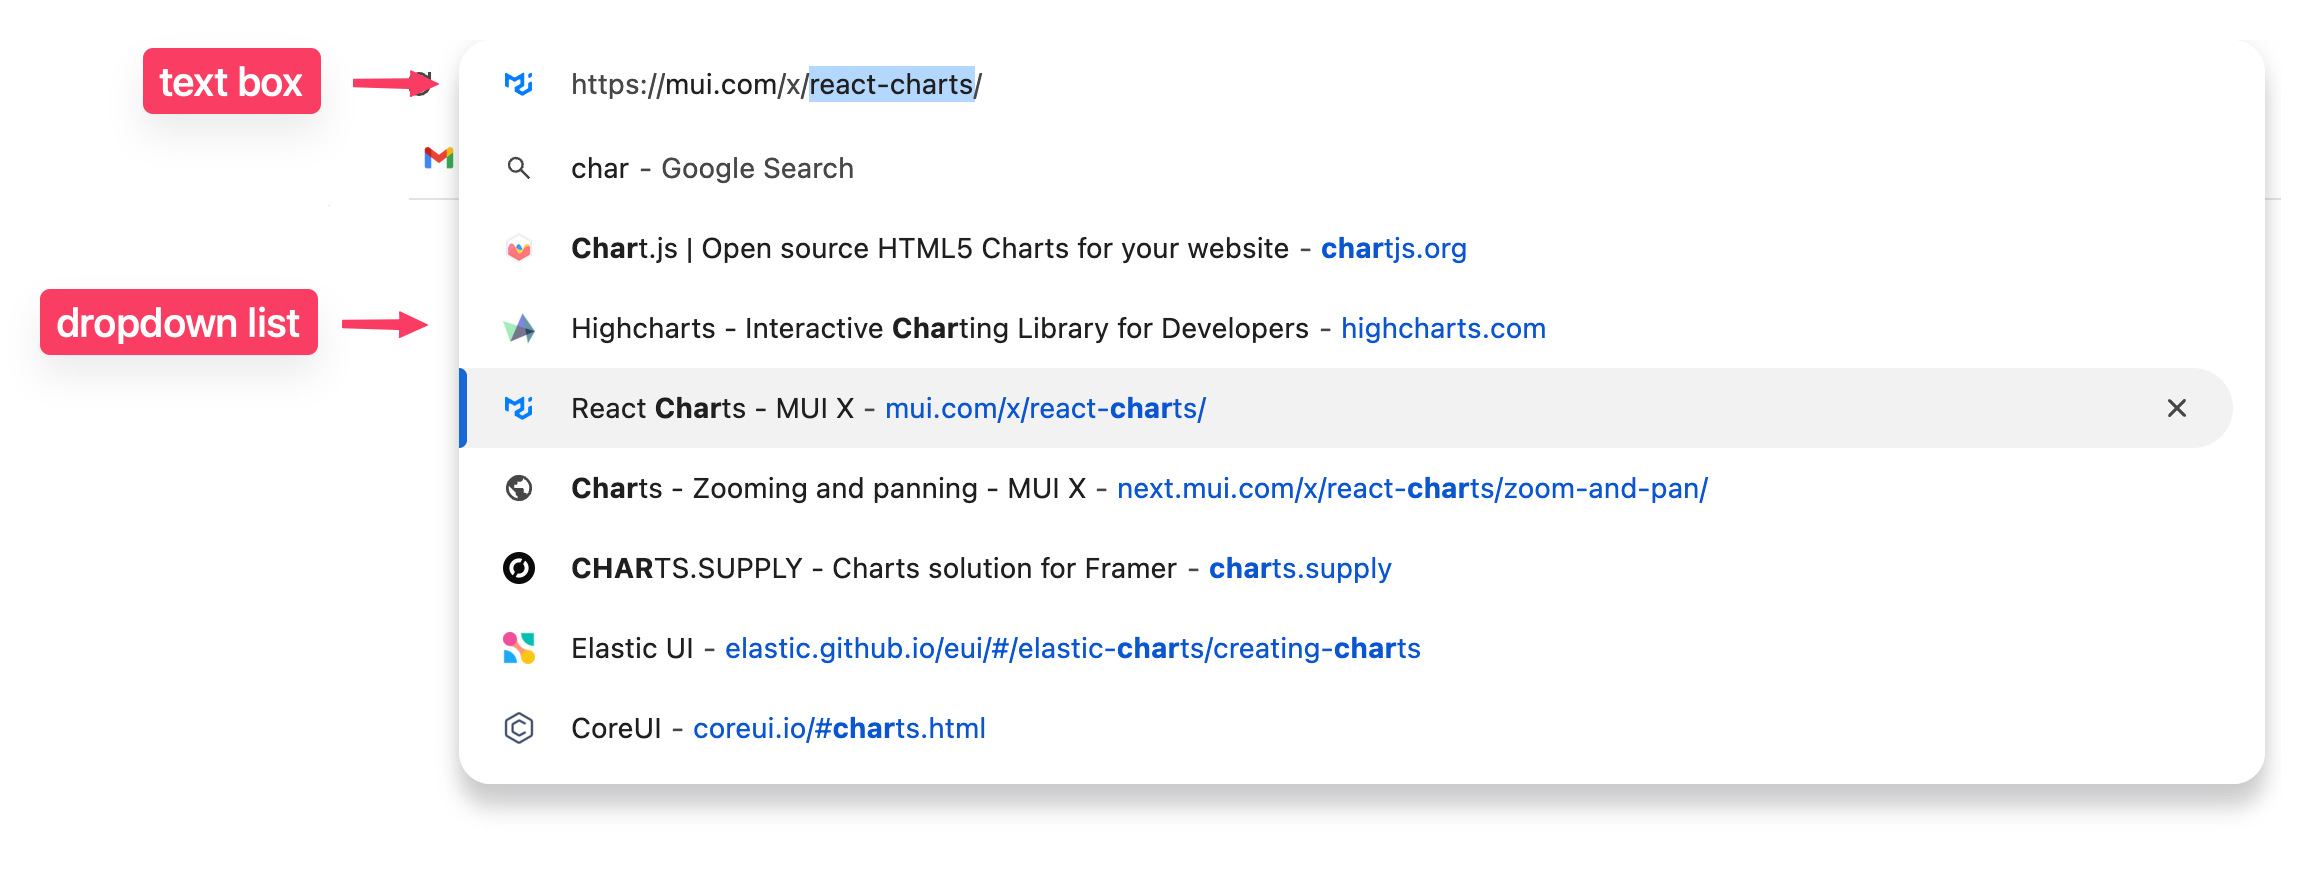 text box
https://mui.com/x/react-charts/
char - Google Search
Chart.js | Open source HTML5 Charts for your website - chartjs.org
dropdown list
Highcharts - Interactive Charting Library for Developers - highcharts.com
React Charts - MUI X - mui.com/x/react-charts/
Charts - Zooming and panning - MUI X - next.mui.com/x/react-charts/zoom-and-pan/
CHARTS.SUPPLY - Charts solution for Framer - charts.supply
Elastic UI - elastic.github.io/eui/#/elastic-charts/creating-charts
CoreUI - coreui.io/#charts.html